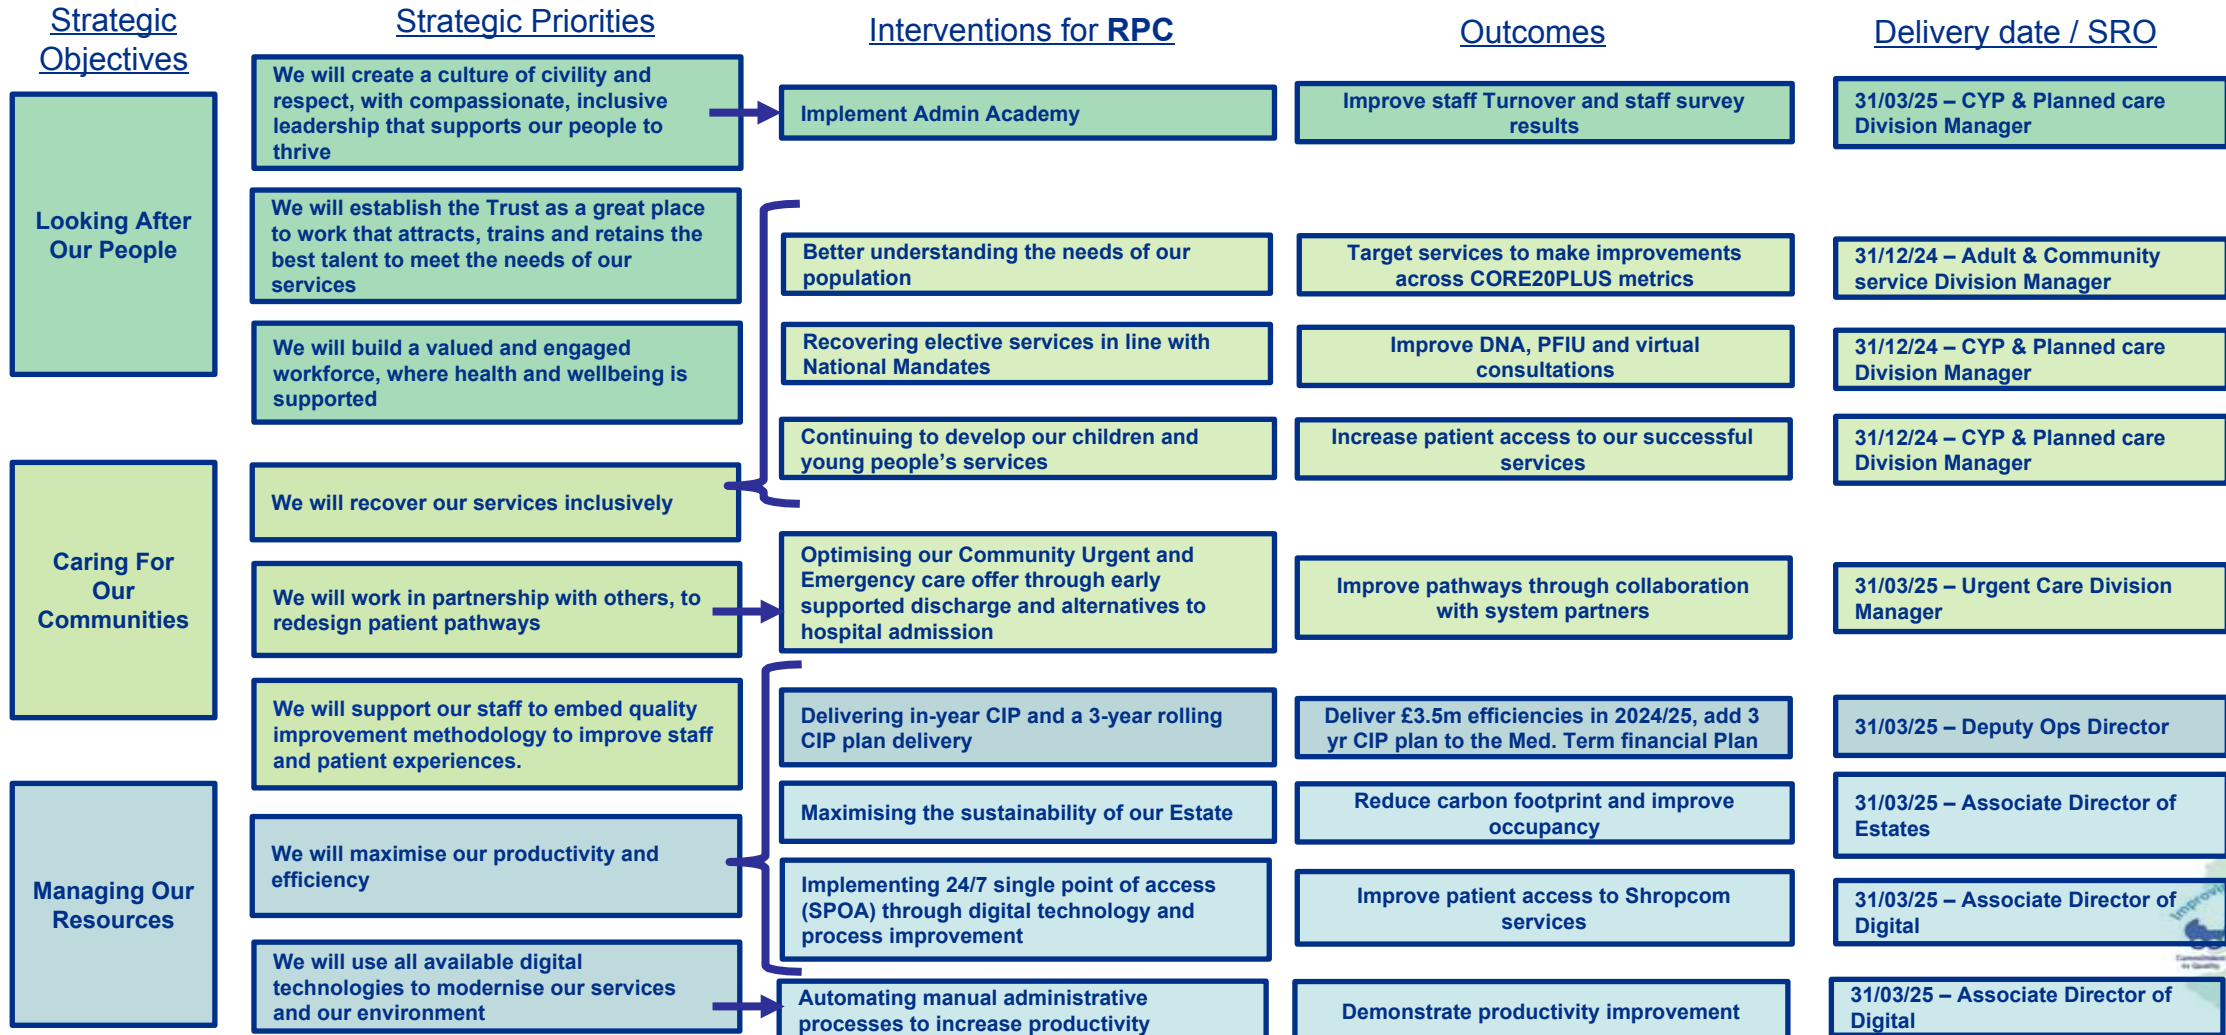 Strategic
Objectives
Strategic Priorities
Interventions for RPC
Outcomes
Delivery date / SRO
Looking After
Our People
Caring For
Our
Communities
Managing Our
Resources
We will create a culture of civility and
respect, with compassionate, inclusive
leadership that supports our people to
thrive
We will establish the Trust as a great place
to work that attracts, trains and retains the
best talent to meet the needs of our
services
We will build a valued and engaged
workforce, where health and wellbeing is
supported
We will recover our services inclusively
We will work in partnership with others, to
redesign patient pathways
We will support our staff to embed quality
improvement methodology to improve staff
and patient experiences.
We will maximise our productivity and
efficiency
We will use all available digital
technologies to modernise our services
and our environment
Implement Admin Academy
Better understanding the needs of our
population
Recovering elective services in line with
National Mandates
Continuing to develop our children and
young people's services
Optimising our Community Urgent and
Emergency care offer through early
supported discharge and alternatives to
hospital admission
Delivering in-year CIP and a 3-year rolling
CIP plan delivery
Maximising the sustainability of our Estate
Implementing 24/7 single point of access
(SPOA) through digital technology and
process improvement
Automating manual administrative
processes to increase productivity
Improve staff Turnover and staff survey
results
Target services to make improvements
across CORE20PLUS metrics
Improve DNA, PFIU and virtual
consultations
Increase patient access to our successful
services
Improve pathways through collaboration
with system partners
Deliver £3.5m efficiencies in 2024/25, add 3
yr CIP plan to the Med. Term financial Plan
Reduce carbon footprint and improve
occupancy
Improve patient access to Shropcom
services
Demonstrate productivity improvement
31/03/25 – CYP & Planned care
Division Manager
31/12/24 – Adult & Community
service Division Manager
31/12/24 – CYP & Planned care
Division Manager
31/12/24 – CYP & Planned care
Division Manager
31/03/25 – Urgent Care Division
Manager
31/03/25 – Deputy Ops Director
31/03/25 – Associate Director of
Estates
31/03/25 – Associate Director of
Digital
31/03/25 – Associate Director of
Digital